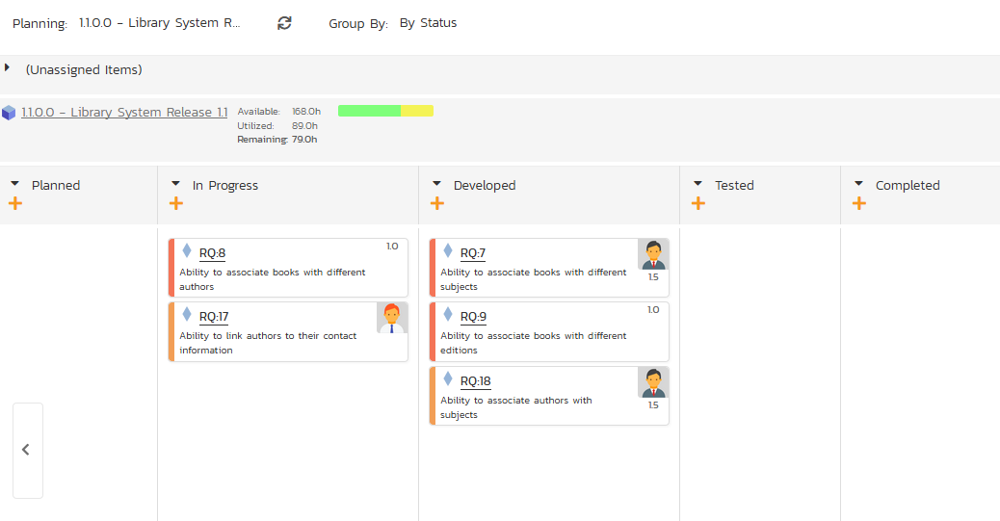 Planning: 1.1.0.0 - Library System R... Group By: By Status
(Unassigned Items)
1.1.0.0 - Library System Release 1.1 Available: 168.0h
Utilized: 89.0h
Remaining: 79.0h
Planned In Progress Developed Tested Completed
RQ:8 1.0
Ability to associate books with different
authors
RQ:17
Ability to link authors to their contact
information
RQ:7
Ability to associate books with different
subjects
1.5
RQ:9 1.0
Ability to associate books with different
editions
RQ:18
Ability to associate authors with
subjects
1.5